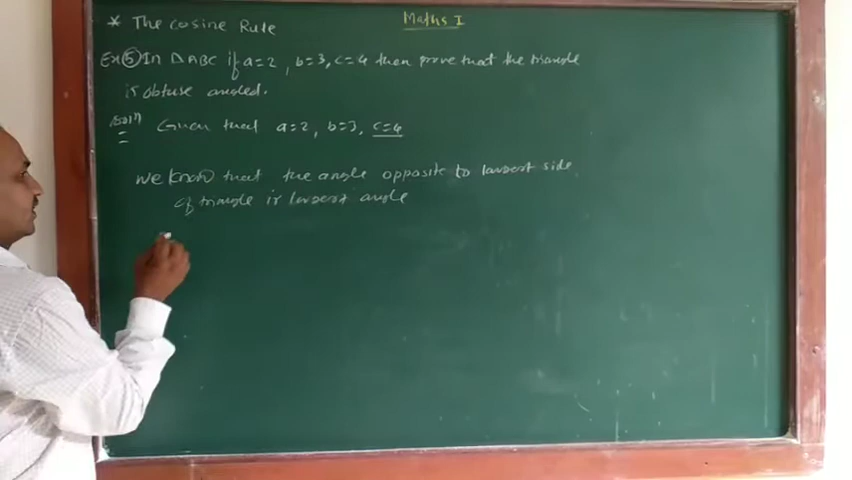 * The cosine Rule
Maths I
Ex⑤ In △ABC if a=2, b=3, c=4 then prove that the triangle
is obtuse angled.
Solⁿ Given that a=2, b=3, c=4
we know that the angle opposite to largest side
of triangle is largest angle